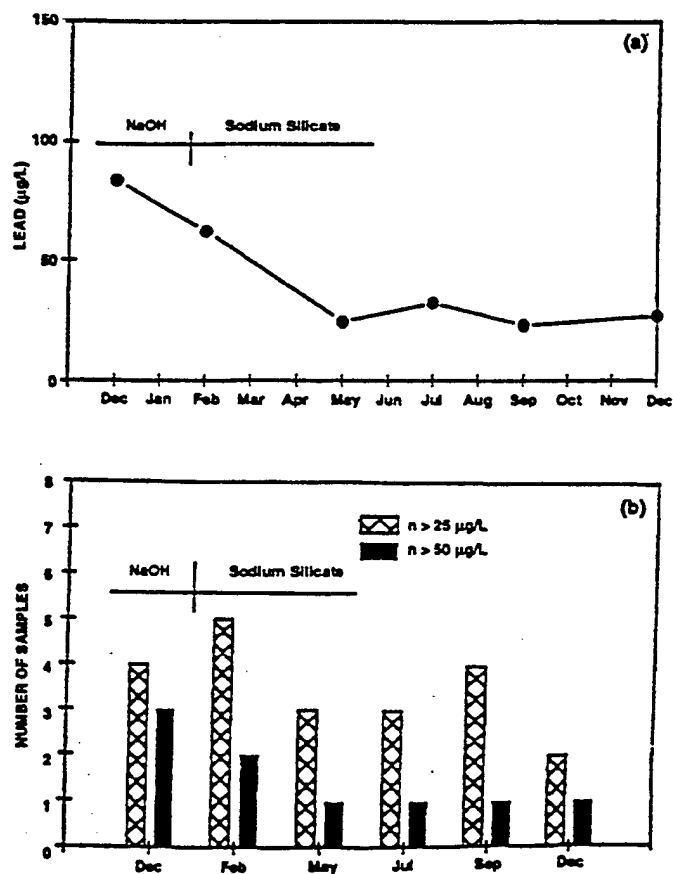 (a)
150
100
50
0
LEAD (µg/L)
NaOH
Sodium Silicate
Dec Jan Feb Mar Apr May Jun Jul Aug Sep Oct Nov Dec
(b)
8
7
6
5
4
3
2
1
0
NUMBER OF SAMPLES
n > 25 µg/L
n > 50 µg/L
NaOH
Sodium Silicate
Dec Feb May Jul Sep Dec